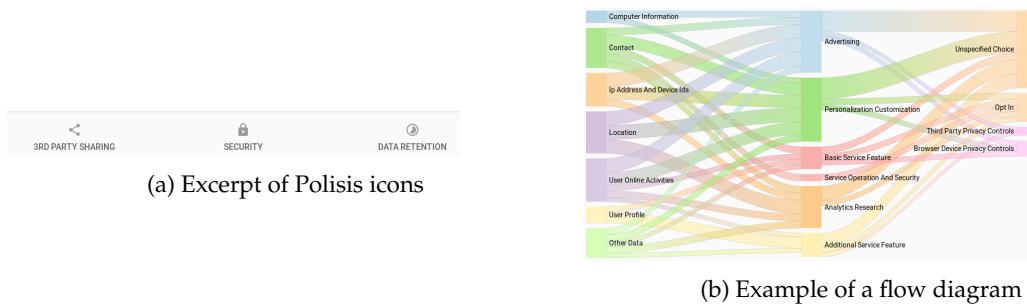 3RD PARTY SHARING
SECURITY
DATA RETENTION
(a) Excerpt of Polisis icons
Computer Information
Contact
Ip Address And Device Ids
Location
User Online Activities
User Profile
Other Data
Advertising
Personalization Customization
Basic Service Feature
Service Operation And Security
Analytics Research
Additional Service Feature
Unspecified Choice
Opt In
Third Party Privacy Controls
Browser Device Privacy Controls
(b) Example of a flow diagram